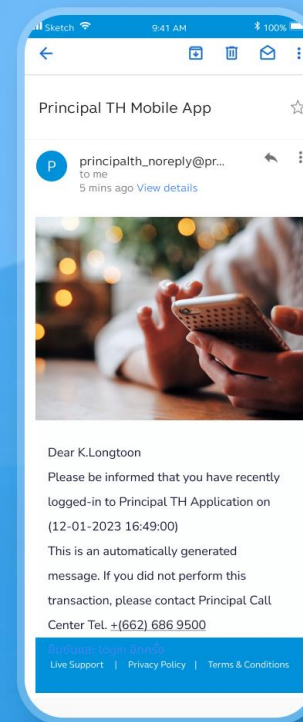 Sketch 9:41 AM 100%
Principal TH Mobile App
P
principalth_noreply@pr...
to me
5 mins ago View details
Dear K.Longtoon
Please be informed that you have recently
logged-in to Principal TH Application on
(12-01-2023 16:49:00)
This is an automatically generated
message. If you did not perform this
transaction, please contact Principal Call
Center Tel. +(662) 686 9500
Live Support | Privacy Policy | Terms & Conditions